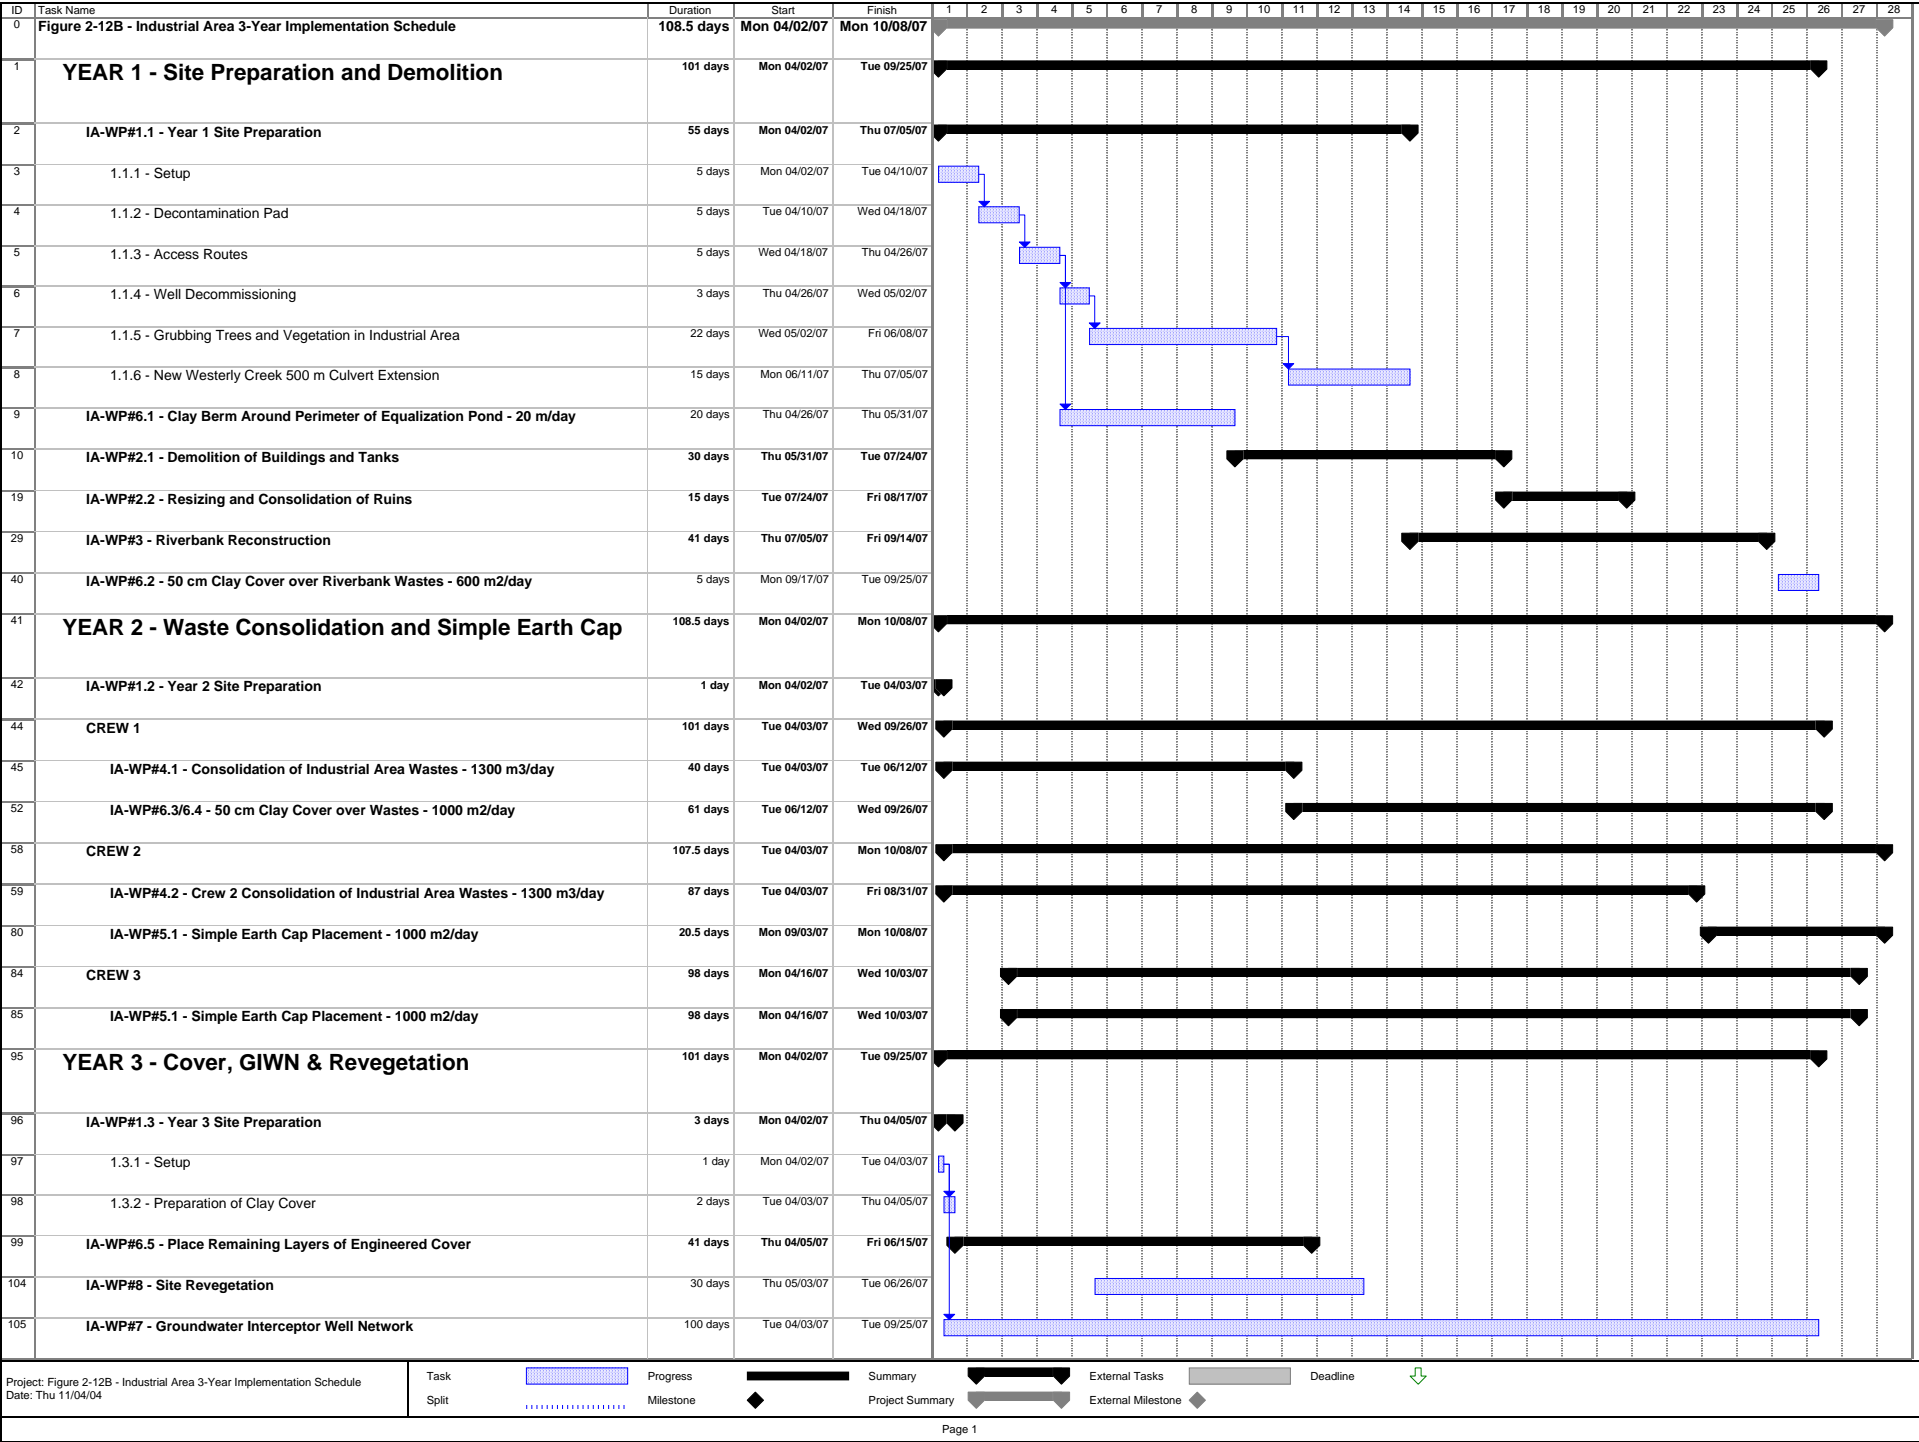 ID Task Name Duration Start Finish 1 2 3 4 5 6 7 8 9 10 11 12 13 14 15 16 17 18 19 20 21 22 23 24 25 26 27 28
0 Figure 2-12B - Industrial Area 3-Year Implementation Schedule 108.5 days Mon 04/02/07 Mon 10/08/07
1 YEAR 1 - Site Preparation and Demolition 101 days Mon 04/02/07 Tue 09/25/07
2 IA-WP#1.1 - Year 1 Site Preparation 55 days Mon 04/02/07 Thu 07/05/07
3 1.1.1 - Setup 5 days Mon 04/02/07 Tue 04/10/07
4 1.1.2 - Decontamination Pad 5 days Tue 04/10/07 Wed 04/18/07
5 1.1.3 - Access Routes 5 days Wed 04/18/07 Thu 04/26/07
6 1.1.4 - Well Decommissioning 3 days Thu 04/26/07 Wed 05/02/07
7 1.1.5 - Grubbing Trees and Vegetation in Industrial Area 22 days Wed 05/02/07 Fri 06/08/07
8 1.1.6 - New Westerly Creek 500 m Culvert Extension 15 days Mon 06/11/07 Thu 07/05/07
9 IA-WP#6.1 - Clay Berm Around Perimeter of Equalization Pond - 20 m/day 20 days Thu 04/26/07 Thu 05/31/07
10 IA-WP#2.1 - Demolition of Buildings and Tanks 30 days Thu 05/31/07 Tue 07/24/07
19 IA-WP#2.2 - Resizing and Consolidation of Ruins 15 days Tue 07/24/07 Fri 08/17/07
29 IA-WP#3 - Riverbank Reconstruction 41 days Thu 07/05/07 Fri 09/14/07
40 IA-WP#6.2 - 50 cm Clay Cover over Riverbank Wastes - 600 m2/day 5 days Mon 09/17/07 Tue 09/25/07
41 YEAR 2 - Waste Consolidation and Simple Earth Cap 108.5 days Mon 04/02/07 Mon 10/08/07
42 IA-WP#1.2 - Year 2 Site Preparation 1 day Mon 04/02/07 Tue 04/03/07
44 CREW 1 101 days Tue 04/03/07 Wed 09/26/07
45 IA-WP#4.1 - Consolidation of Industrial Area Wastes - 1300 m3/day 40 days Tue 04/03/07 Tue 06/12/07
52 IA-WP#6.3/6.4 - 50 cm Clay Cover over Wastes - 1000 m2/day 61 days Tue 06/12/07 Wed 09/26/07
58 CREW 2 107.5 days Tue 04/03/07 Mon 10/08/07
59 IA-WP#4.2 - Crew 2 Consolidation of Industrial Area Wastes - 1300 m3/day 87 days Tue 04/03/07 Fri 08/31/07
80 IA-WP#5.1 - Simple Earth Cap Placement - 1000 m2/day 20.5 days Mon 09/03/07 Mon 10/08/07
84 CREW 3 98 days Mon 04/16/07 Wed 10/03/07
85 IA-WP#5.1 - Simple Earth Cap Placement - 1000 m2/day 98 days Mon 04/16/07 Wed 10/03/07
95 YEAR 3 - Cover, GIWN & Revegetation 101 days Mon 04/02/07 Tue 09/25/07
96 IA-WP#1.3 - Year 3 Site Preparation 3 days Mon 04/02/07 Thu 04/05/07
97 1.3.1 - Setup 1 day Mon 04/02/07 Tue 04/03/07
98 1.3.2 - Preparation of Clay Cover 2 days Tue 04/03/07 Thu 04/05/07
99 IA-WP#6.5 - Place Remaining Layers of Engineered Cover 41 days Thu 04/05/07 Fri 06/15/07
104 IA-WP#8 - Site Revegetation 30 days Thu 05/03/07 Tue 06/26/07
105 IA-WP#7 - Groundwater Interceptor Well Network 100 days Tue 04/03/07 Tue 09/25/07
Project: Figure 2-12B - Industrial Area 3-Year Implementation Schedule
Date: Thu 11/04/04
Task Progress Summary External Tasks Deadline
Split Milestone Project Summary External Milestone
Page 1